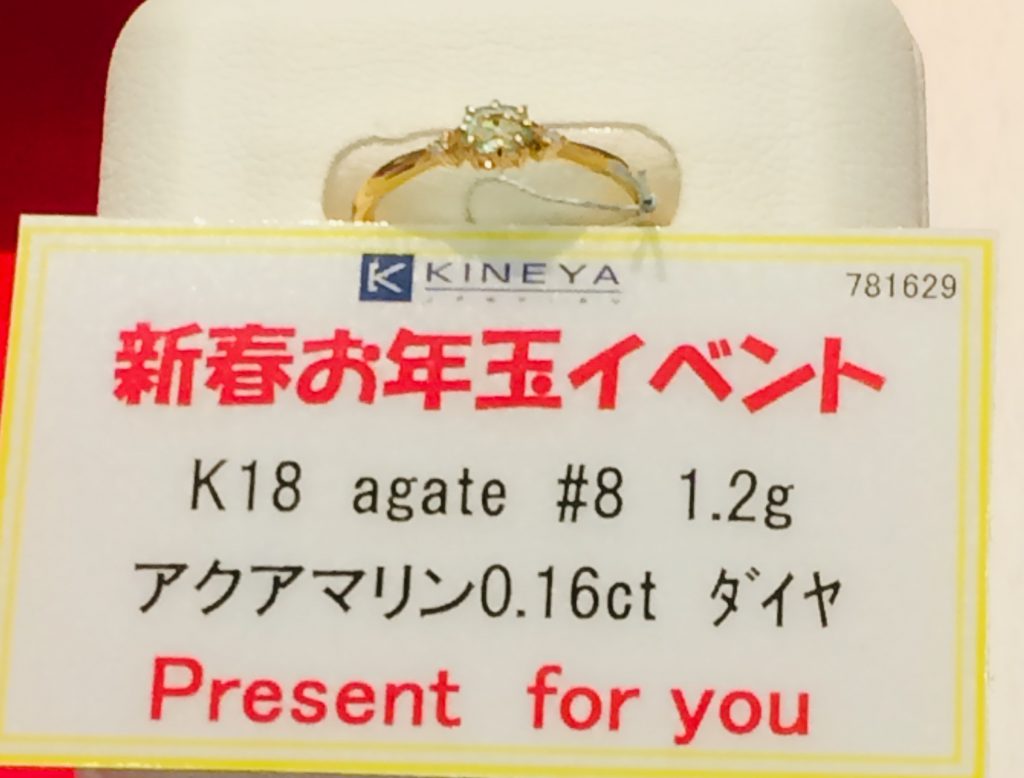 KINEYA
781629
新春お年玉イベント
K18 agate #8 1.2g
アクアマリン0.16ct ダイヤ
Present for you